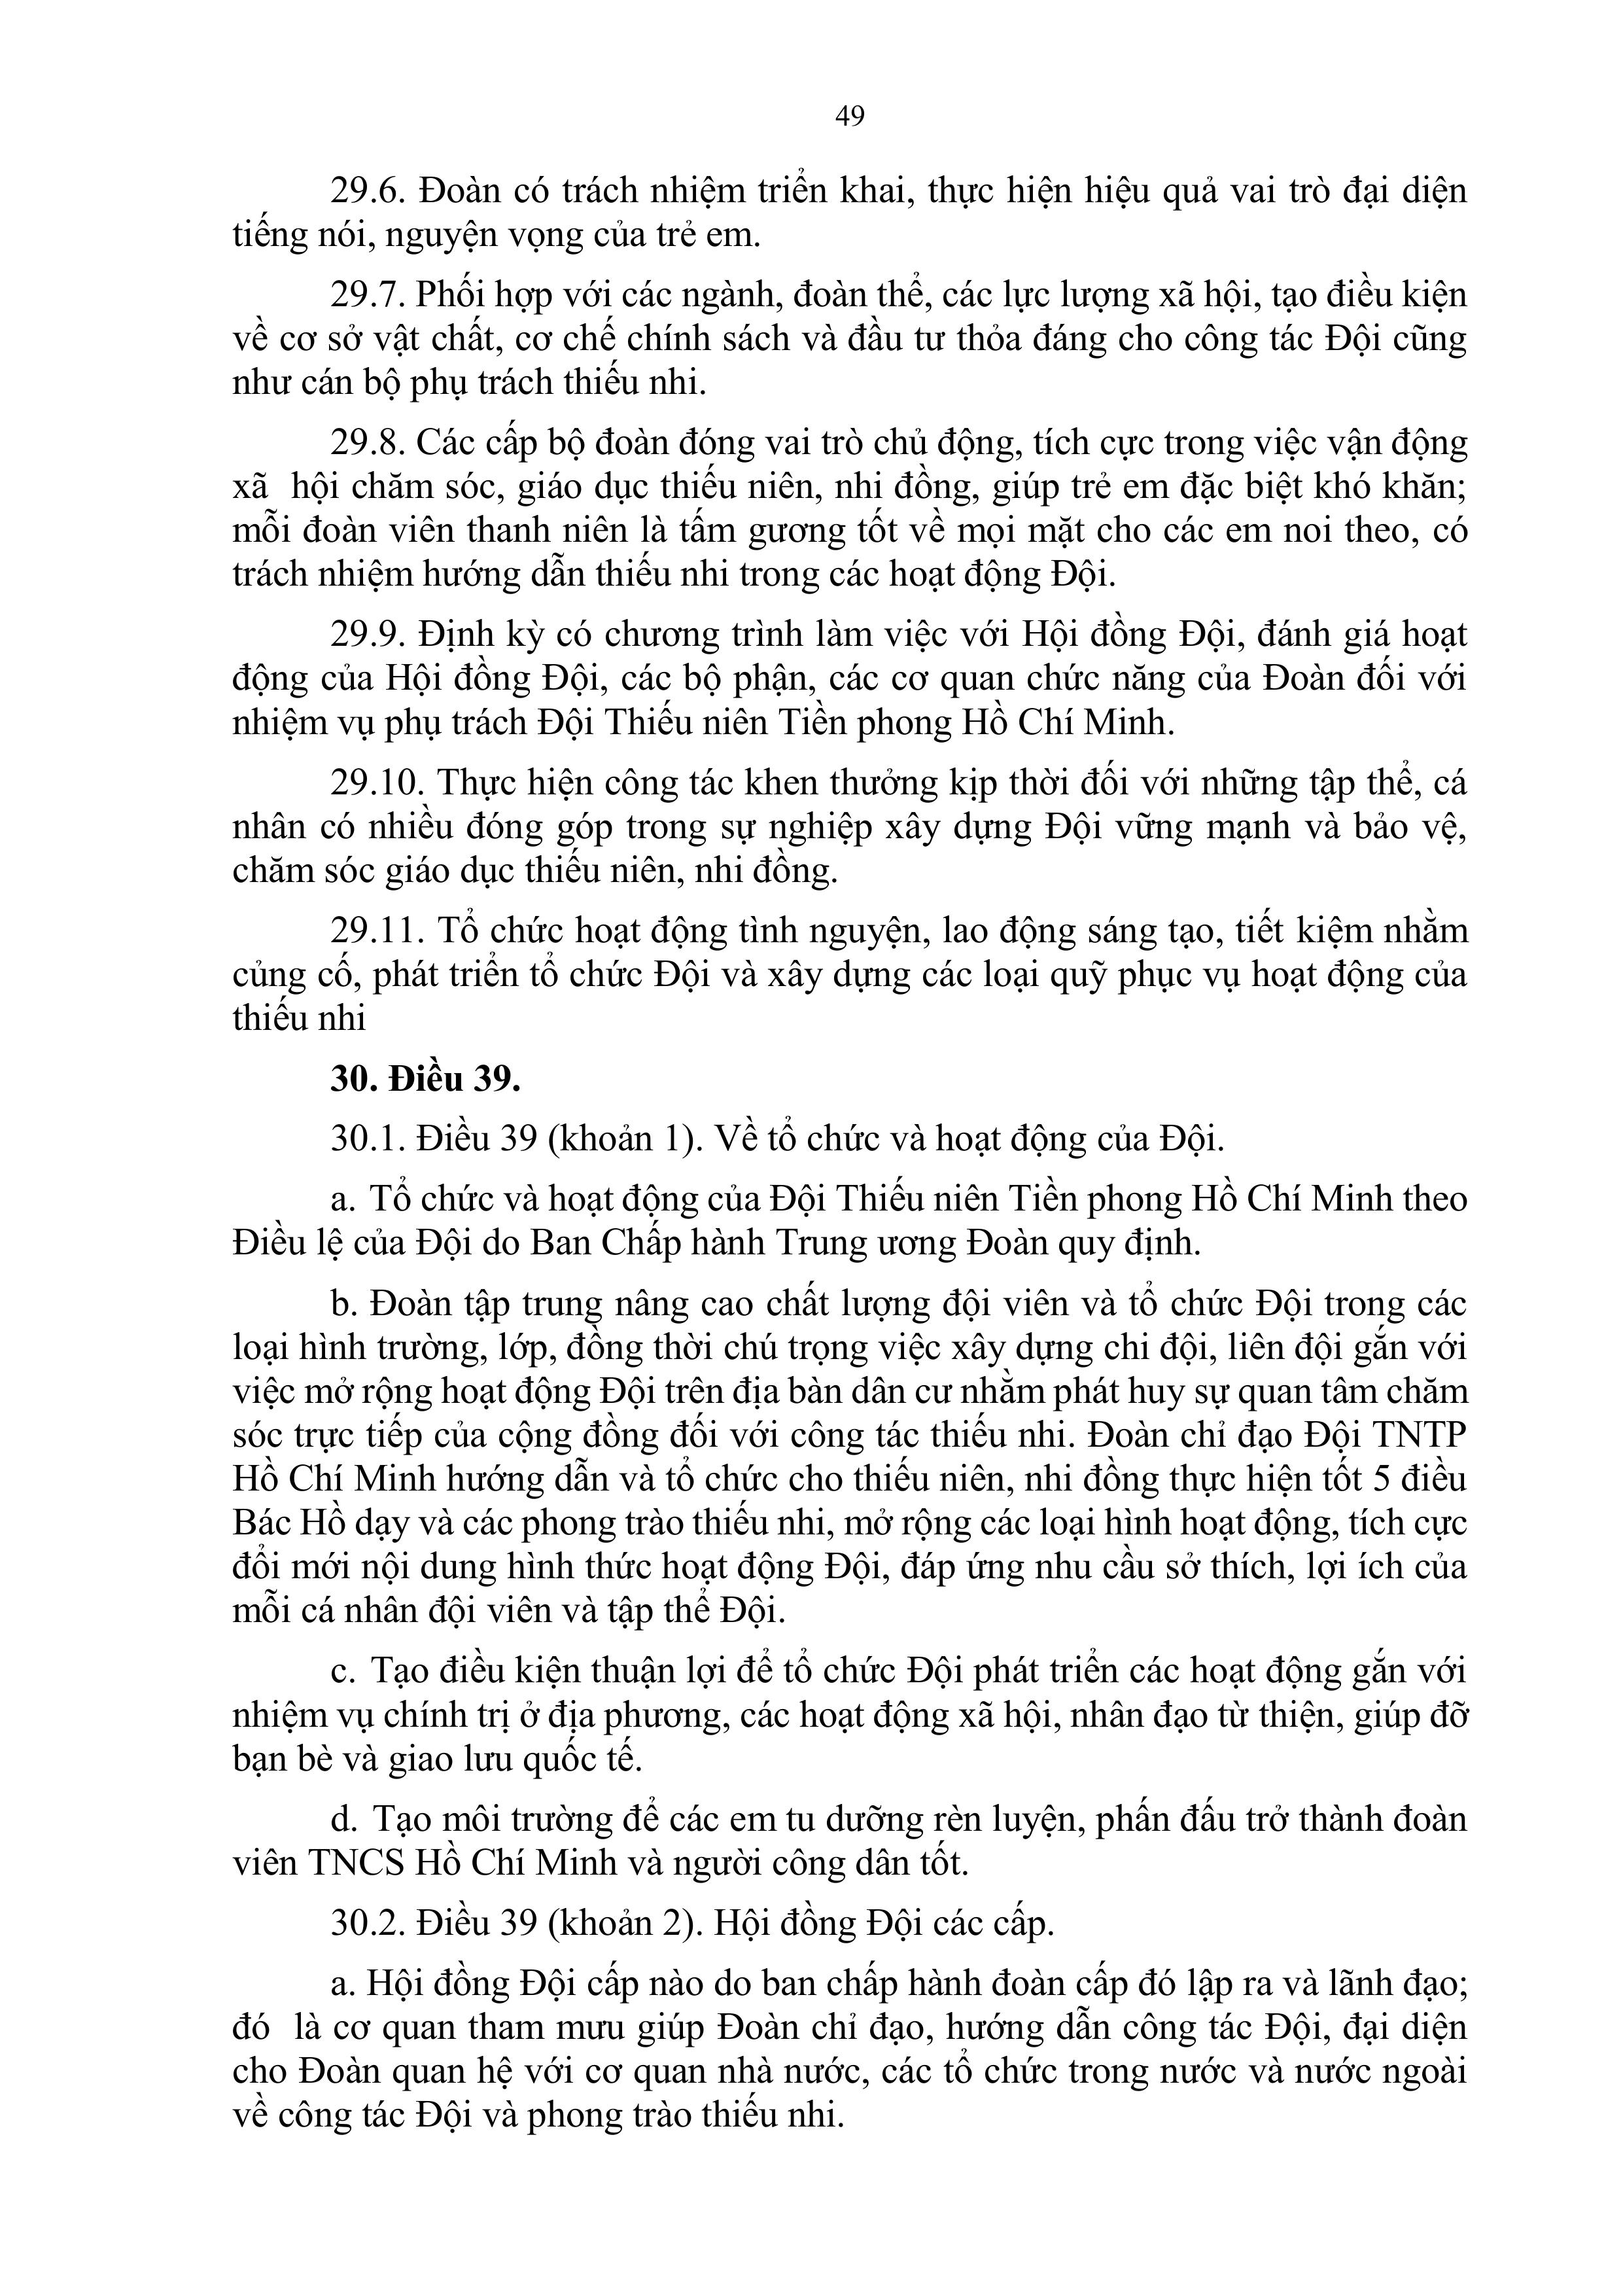 49
29.6. Đoàn có trách nhiệm triển khai, thực hiện hiệu quả vai trò đại diện
tiếng nói, nguyện vọng của trẻ em.
29.7. Phối hợp với các ngành, đoàn thể, các lực lượng xã hội, tạo điều kiện
về cơ sở vật chất, cơ chế chính sách và đầu tư thỏa đáng cho công tác Đội cũng
như cán bộ phụ trách thiếu nhi.
29.8. Các cấp bộ đoàn đóng vai trò chủ động, tích cực trong việc vận động
xã hội chăm sóc, giáo dục thiếu niên, nhi đồng, giúp trẻ em đặc biệt khó khăn;
mỗi đoàn viên thanh niên là tấm gương tốt về mọi mặt cho các em noi theo, có
trách nhiệm hướng dẫn thiếu nhi trong các hoạt động Đội.
29.9. Định kỳ có chương trình làm việc với Hội đồng Đội, đánh giá hoạt
động của Hội đồng Đội, các bộ phận, các cơ quan chức năng của Đoàn đối với
nhiệm vụ phụ trách Đội Thiếu niên Tiền phong Hồ Chí Minh.
29.10. Thực hiện công tác khen thưởng kịp thời đối với những tập thể, cá
nhân có nhiều đóng góp trong sự nghiệp xây dựng Đội vững mạnh và bảo vệ,
chăm sóc giáo dục thiếu niên, nhi đồng.
29.11. Tổ chức hoạt động tình nguyện, lao động sáng tạo, tiết kiệm nhằm
củng cố, phát triển tổ chức Đội và xây dựng các loại quỹ phục vụ hoạt động của
thiếu nhi
30. Điều 39.
30.1. Điều 39 (khoản 1). Về tổ chức và hoạt động của Đội.
a. Tổ chức và hoạt động của Đội Thiếu niên Tiền phong Hồ Chí Minh theo
Điều lệ của Đội do Ban Chấp hành Trung ương Đoàn quy định.
b. Đoàn tập trung nâng cao chất lượng đội viên và tổ chức Đội trong các
loại hình trường, lớp, đồng thời chú trọng việc xây dựng chi đội, liên đội gắn với
việc mở rộng hoạt động Đội trên địa bàn dân cư nhằm phát huy sự quan tâm chăm
sóc trực tiếp của cộng đồng đối với công tác thiếu nhi. Đoàn chỉ đạo Đội TNTP
Hồ Chí Minh hướng dẫn và tổ chức cho thiếu niên, nhi đồng thực hiện tốt 5 điều
Bác Hồ dạy và các phong trào thiếu nhi, mở rộng các loại hình hoạt động, tích cực
đổi mới nội dung hình thức hoạt động Đội, đáp ứng nhu cầu sở thích, lợi ích của
mỗi cá nhân đội viên và tập thể Đội.
c. Tạo điều kiện thuận lợi để tổ chức Đội phát triển các hoạt động gắn với
nhiệm vụ chính trị ở địa phương, các hoạt động xã hội, nhân đạo từ thiện, giúp đỡ
bạn bè và giao lưu quốc tế.
d. Tạo môi trường để các em tu dưỡng rèn luyện, phấn đấu trở thành đoàn
viên TNCS Hồ Chí Minh và người công dân tốt.
30.2. Điều 39 (khoản 2). Hội đồng Đội các cấp.
a. Hội đồng Đội cấp nào do ban chấp hành đoàn cấp đó lập ra và lãnh đạo;
đó là cơ quan tham mưu giúp Đoàn chỉ đạo, hướng dẫn công tác Đội, đại diện
cho Đoàn quan hệ với cơ quan nhà nước, các tổ chức trong nước và nước ngoài
về công tác Đội và phong trào thiếu nhi.